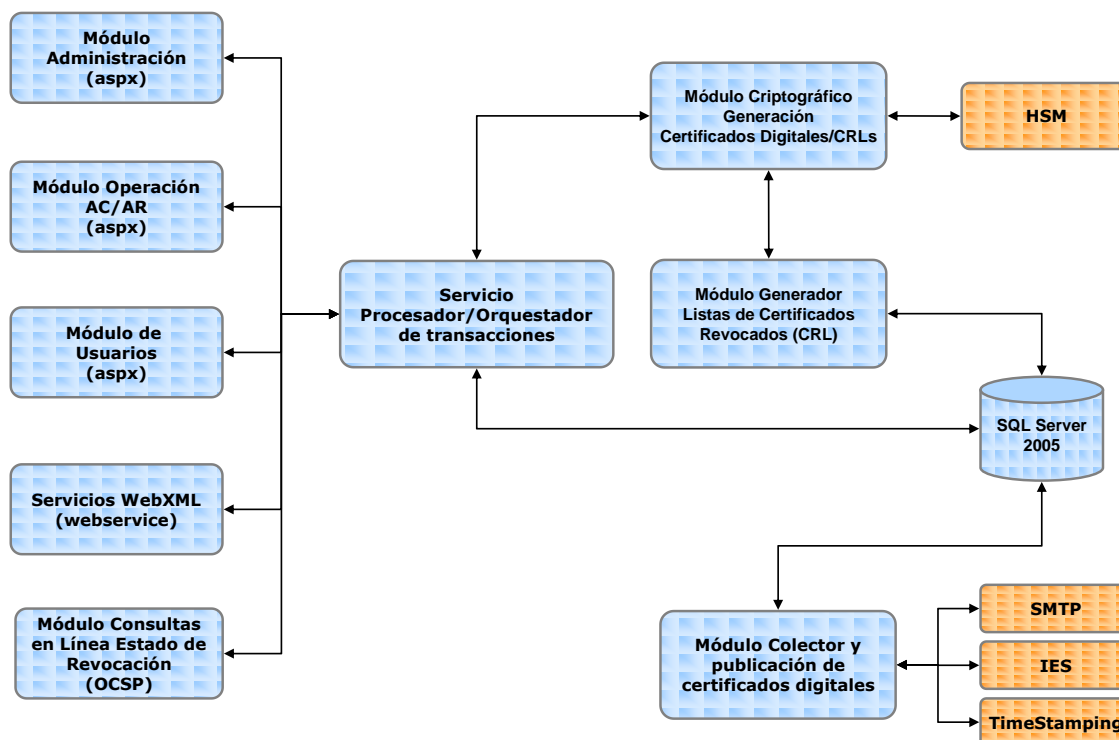 Módulo
Administración
(aspx)
Módulo Operación
AC/AR
(aspx)
Módulo de
Usuarios
(aspx)
Servicios WebXML
(webservice)
Módulo Consultas
en Línea Estado de
Revocación
(OCSP)
Servicio
Procesador/Orquestador
de transacciones
Módulo Criptográfico
Generación
Certificados Digitales/CRLs
HSM
Módulo Generador
Listas de Certificados
Revocados (CRL)
SQL Server
2005
Módulo Colector y
publicación de
certificados digitales
SMTP
IES
TimeStamping